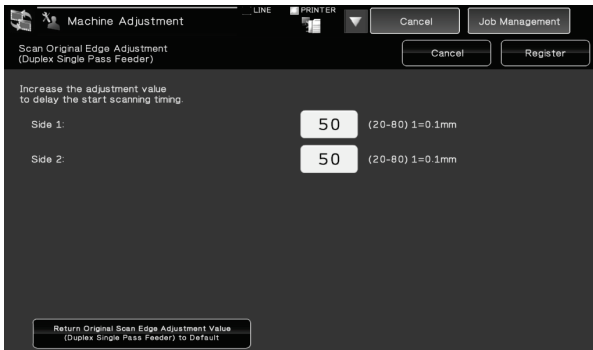 LINE
PRINTER
Machine Adjustment
Cancel
Job Management
Scan Original Edge Adjustment
(Duplex Single Pass Feeder)
Cancel
Register
Increase the adjustment value
to delay the start scanning timing.
Side 1:
50
(20-80) 1=0.1mm
Side 2:
50
(20-80) 1=0.1mm
Return Original Scan Edge Adjustment Value
(Duplex Single Pass Feeder) to Default